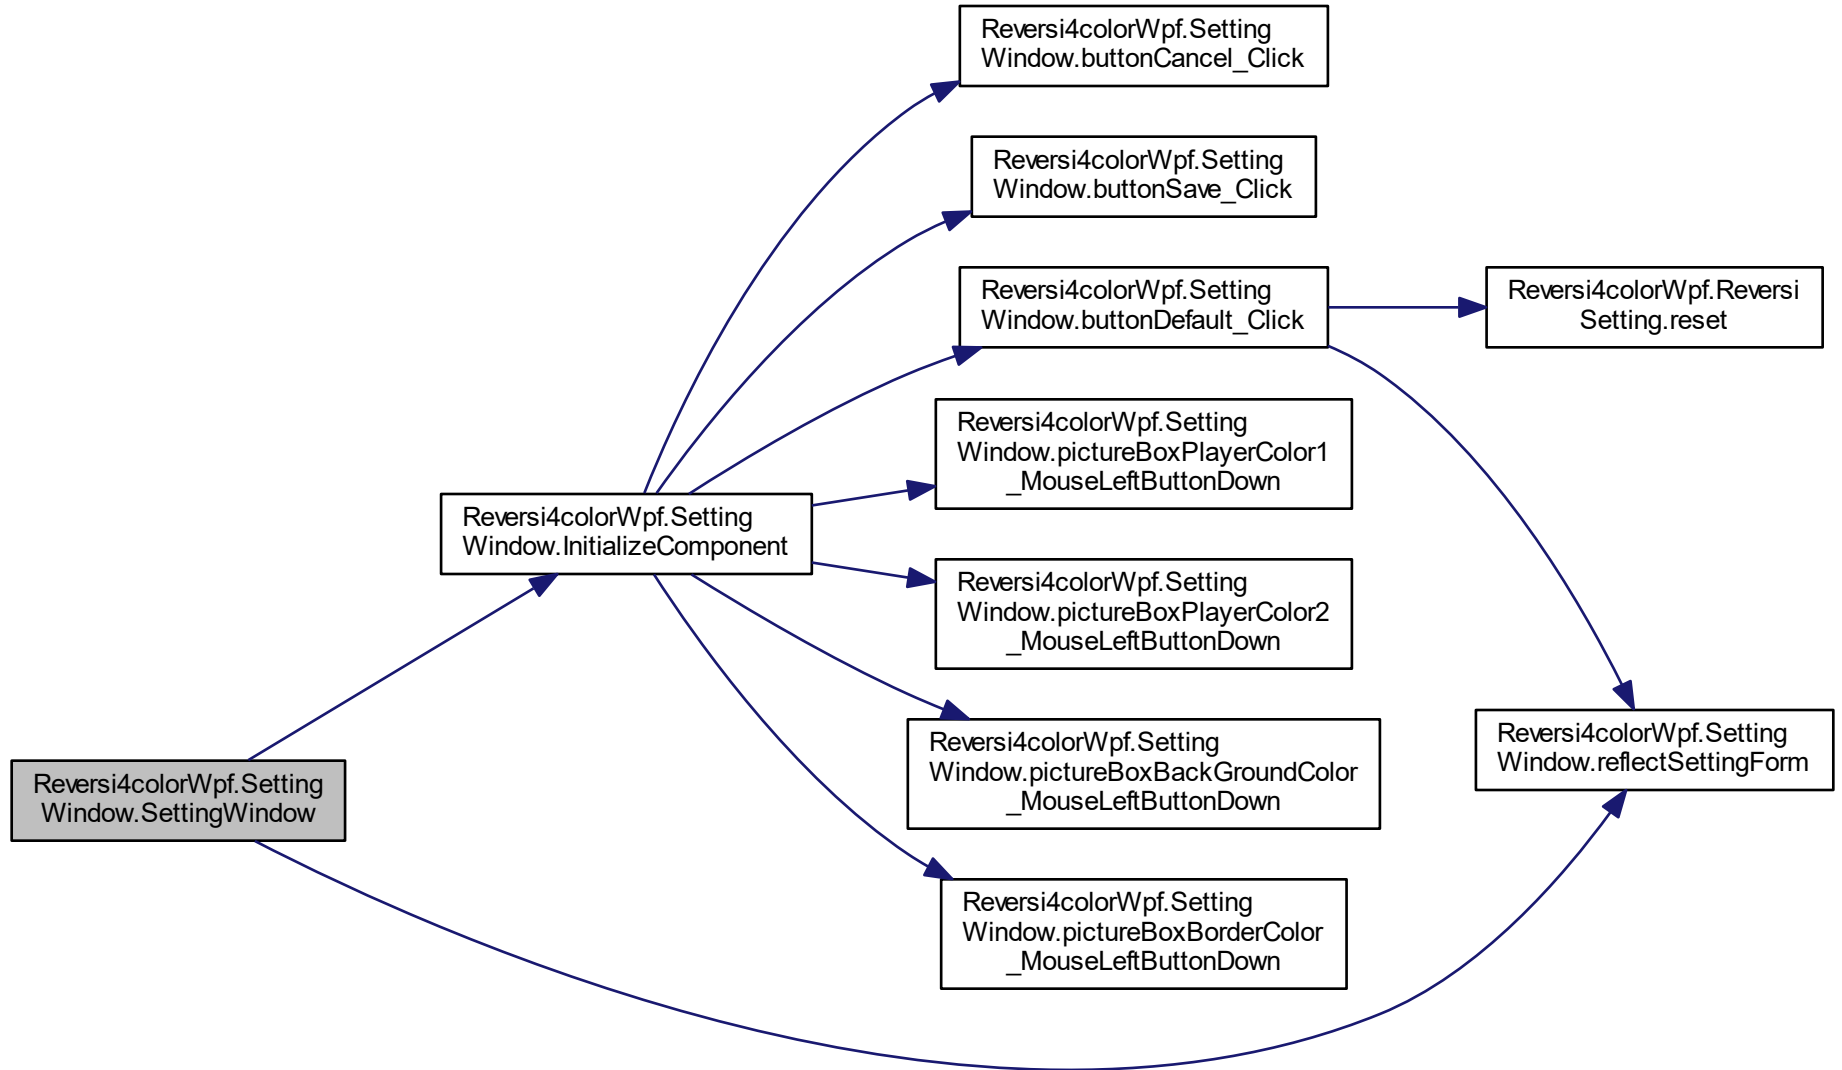 Reversi4colorWpf.Setting
Window.buttonCancel_Click
Reversi4colorWpf.Setting
Window.buttonSave_Click
Reversi4colorWpf.Setting
Window.buttonDefault_Click
Reversi4colorWpf.Reversi
Setting.reset
Reversi4colorWpf.Setting
Window.pictureBoxPlayerColor1
_MouseLeftButtonDown
Reversi4colorWpf.Setting
Window.InitializeComponent
Reversi4colorWpf.Setting
Window.pictureBoxPlayerColor2
_MouseLeftButtonDown
Reversi4colorWpf.Setting
Window.pictureBoxBackGroundColor
_MouseLeftButtonDown
Reversi4colorWpf.Setting
Window.reflectSettingForm
Reversi4colorWpf.Setting
Window.SettingWindow
Reversi4colorWpf.Setting
Window.pictureBoxBorderColor
_MouseLeftButtonDown